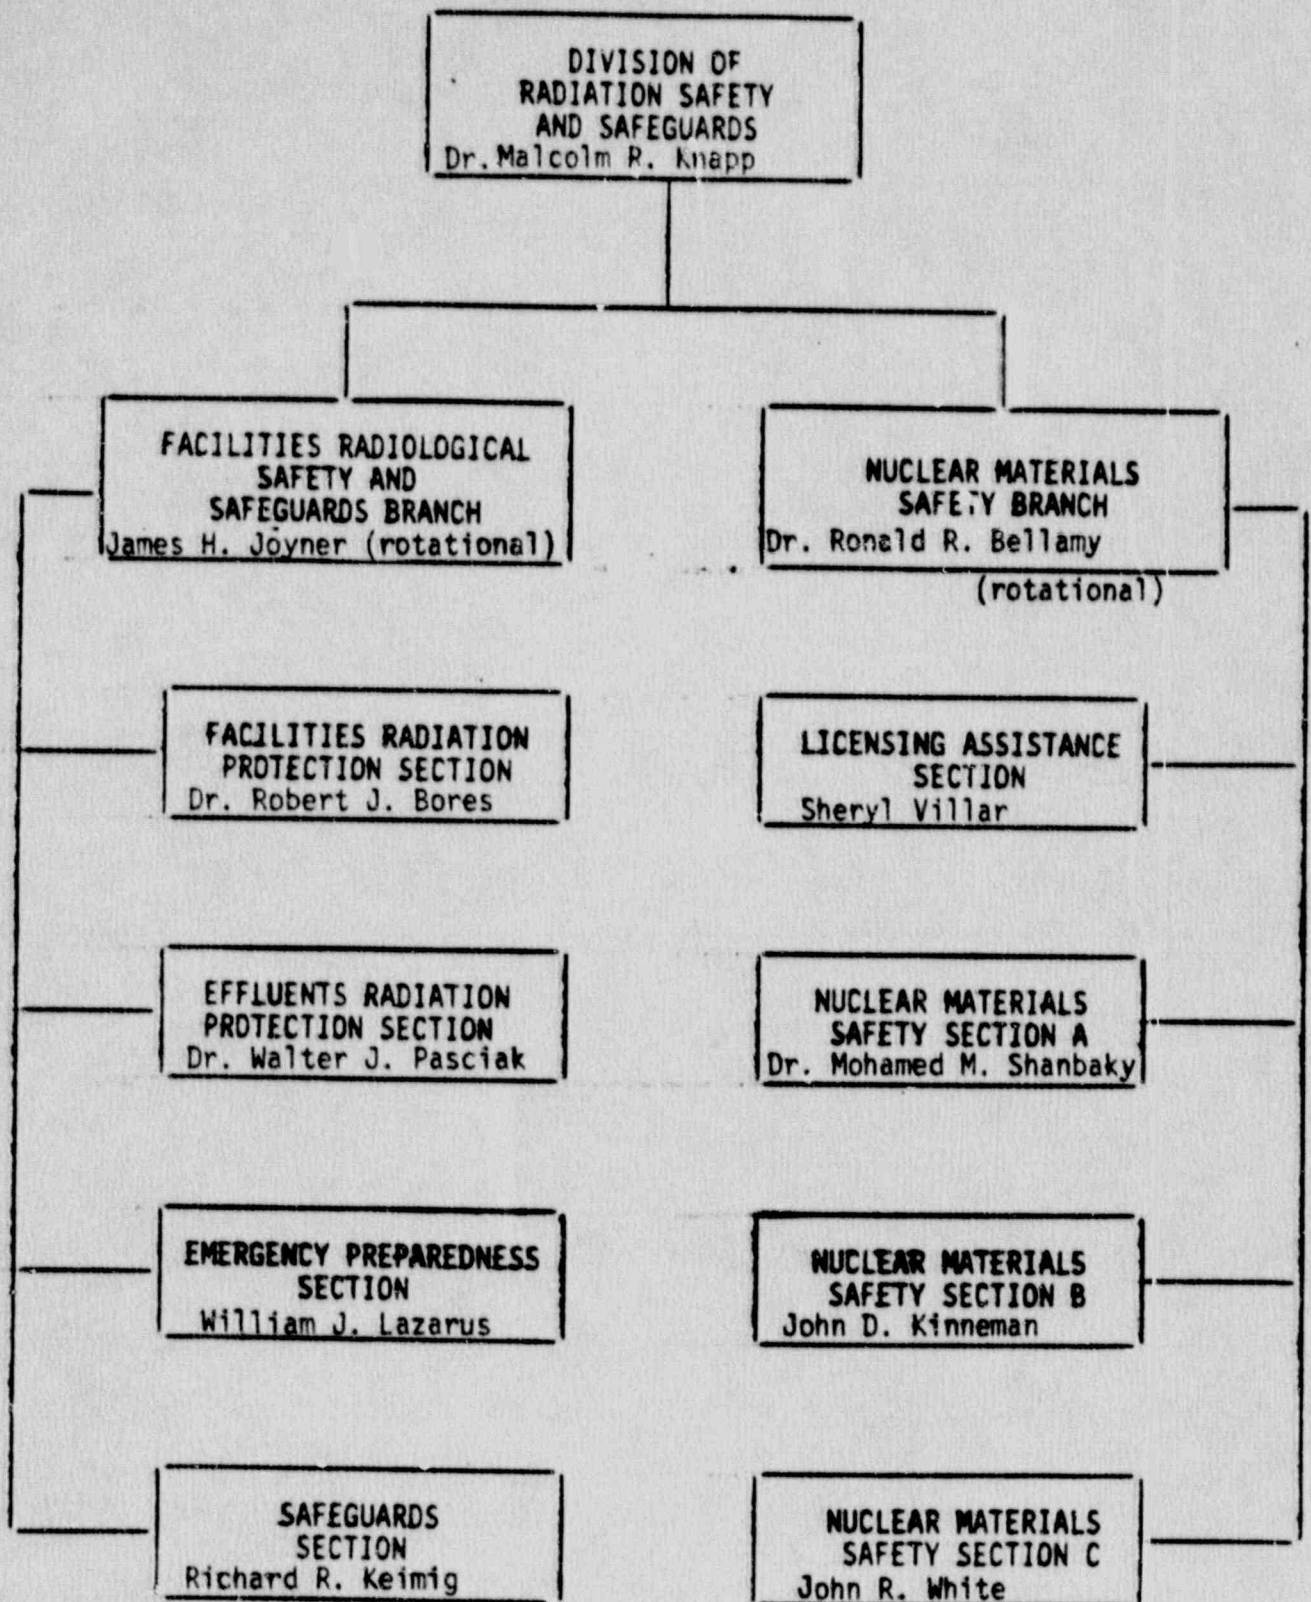 DIVISION OF
RADIATION SAFETY
AND SAFEGUARDS
Dr. Malcolm R. Knapp
FACILITIES RADIOLOGICAL
SAFETY AND
SAFEGUARDS BRANCH
James H. Joyner (rotational)
NUCLEAR MATERIALS
SAFETY BRANCH
Dr. Ronald R. Bellamy
(rotational)
FACILITIES RADIATION
PROTECTION SECTION
Dr. Robert J. Bores
LICENSING ASSISTANCE
SECTION
Sheryl Villar
EFFLUENTS RADIATION
PROTECTION SECTION
Dr. Walter J. Pasciak
NUCLEAR MATERIALS
SAFETY SECTION A
Dr. Mohamed M. Shanbaky
EMERGENCY PREPAREDNESS
SECTION
William J. Lazarus
NUCLEAR MATERIALS
SAFETY SECTION B
John D. Kinneman
SAFEGUARDS
SECTION
Richard R. Keimig
NUCLEAR MATERIALS
SAFETY SECTION C
John R. White